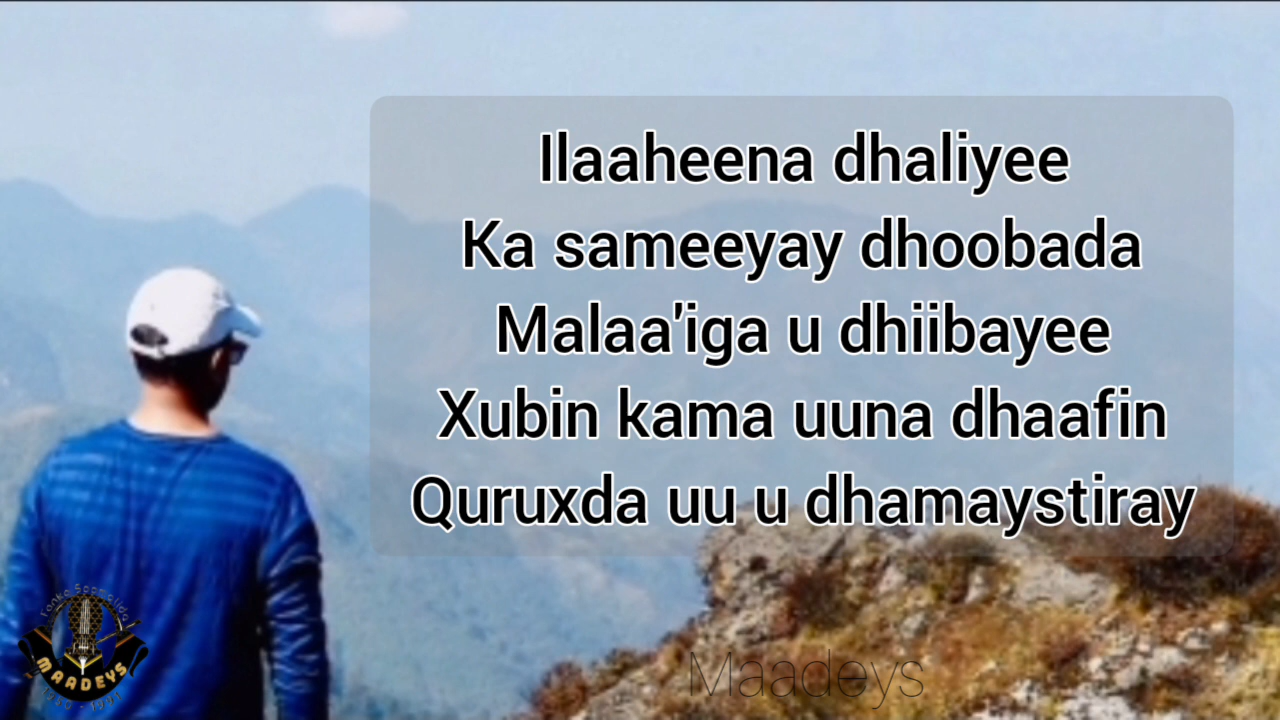 Ilaaheena dhaliyee
Ka sameeyay dhoobada
Malaa'iga u dhiibayee
Xubin kama uuna dhaafin
Quruxda uu u dhamaystiray
MAADEYS
Maadeys